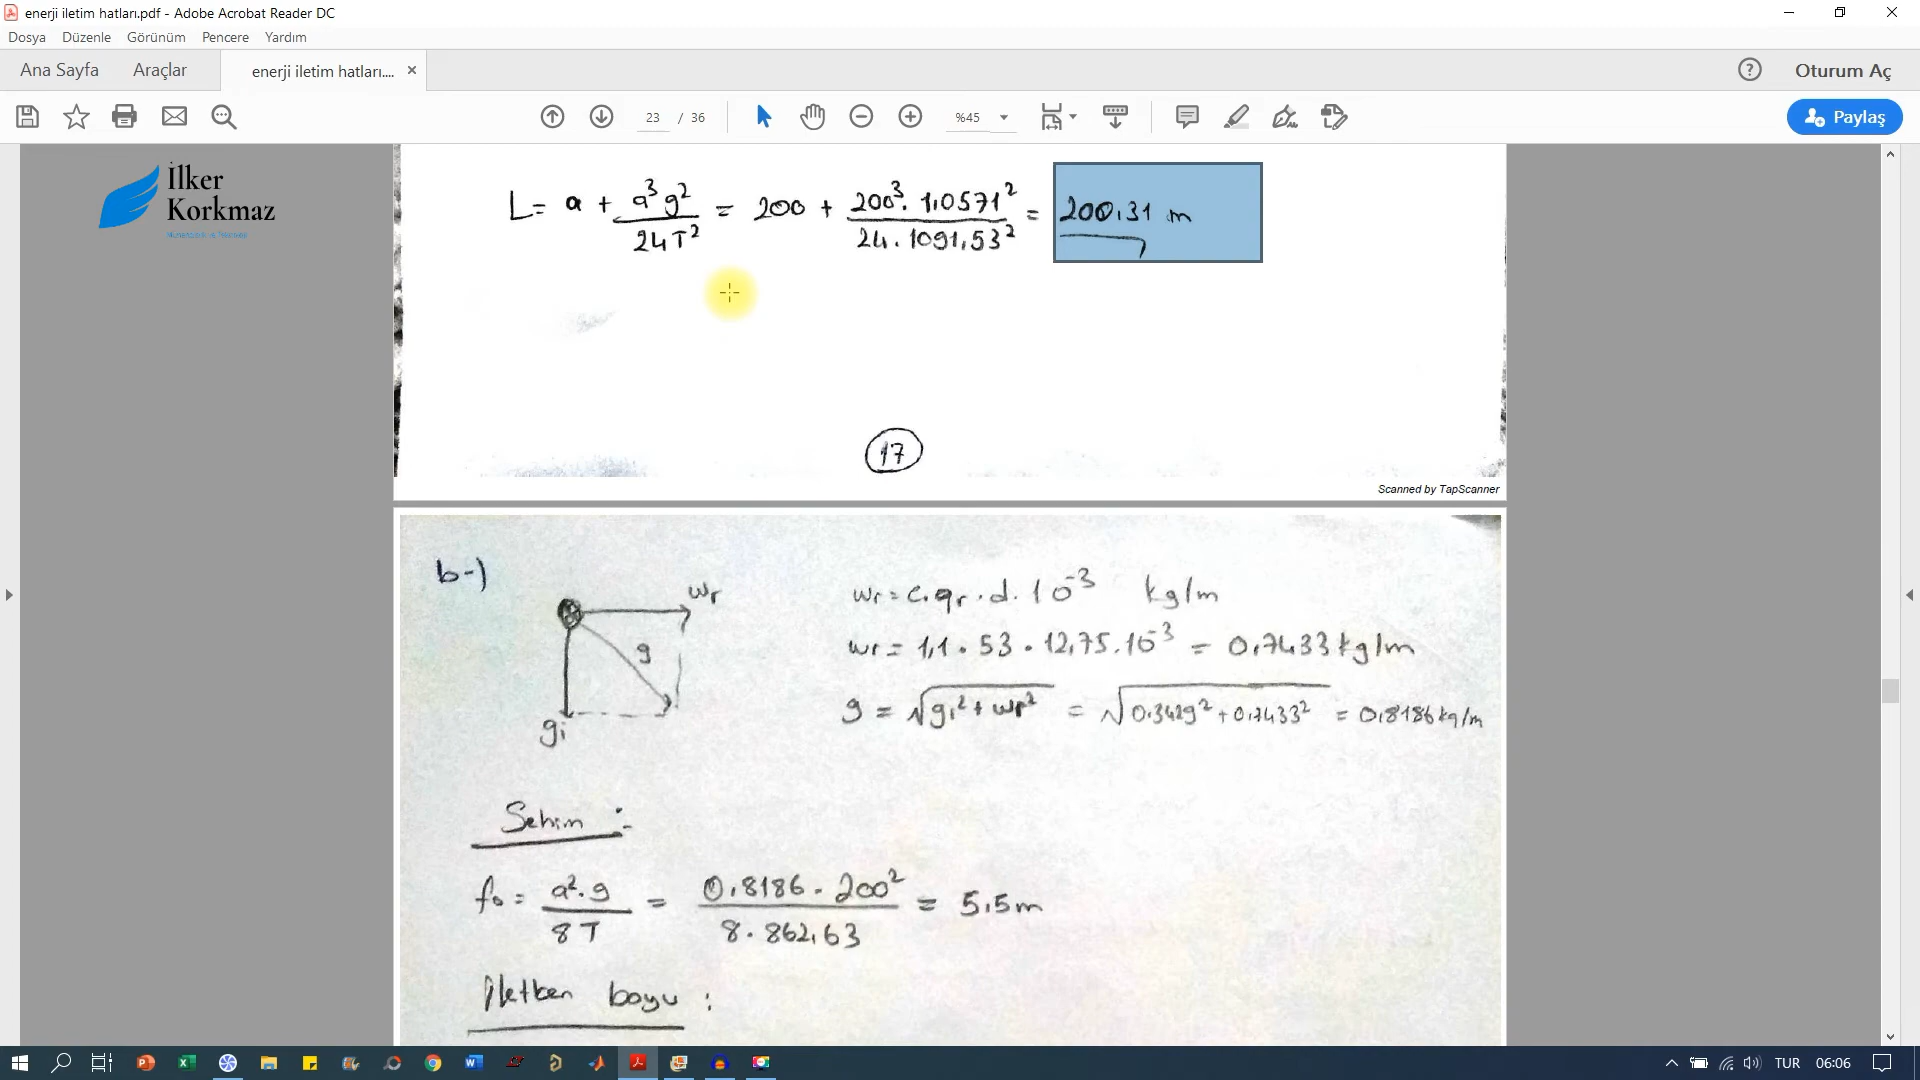 enerji iletim hatları.pdf - Adobe Acrobat Reader DC
Dosya Düzenle Görünüm Pencere Yardım
Ana Sayfa Araçlar enerji iletim hatları.... × Oturum Aç
23 / 36 %45 Paylaş
İlker
Korkmaz
L= a + a³g²/24T² = 200 + 200³.1,0571²/24.1091,53² = 200,31 m
17
Scanned by TapScanner
b-)
wr
g
gi
wr = c.qr.d.10⁻³ kg/m
wr = 1,1.53.12,75.10⁻³ = 0,7433 kg/m
g = √gi²+wr² = √0.3429²+0,7433² = 0,8186 kg/m
Sehim :
f₀ = a².g/8T = 0,8186.200²/8.862,63 = 5,5m
İletken boyu :
TUR 06:06